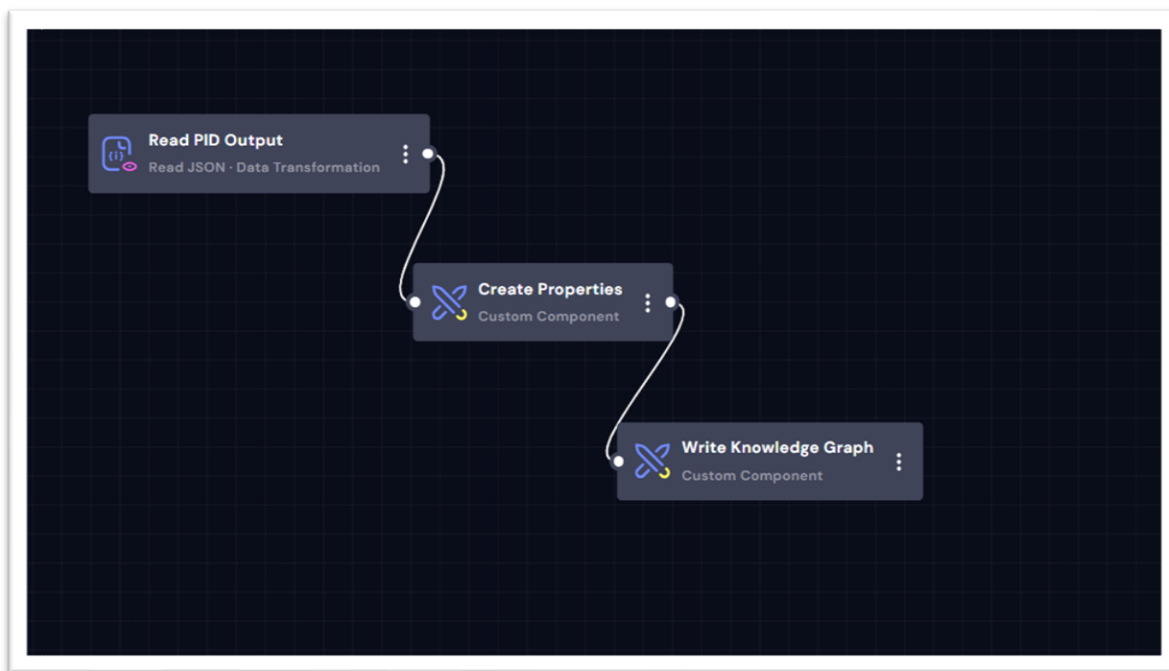 Read PID Output
Read JSON · Data Transformation
Create Properties
Custom Component
Write Knowledge Graph
Custom Component